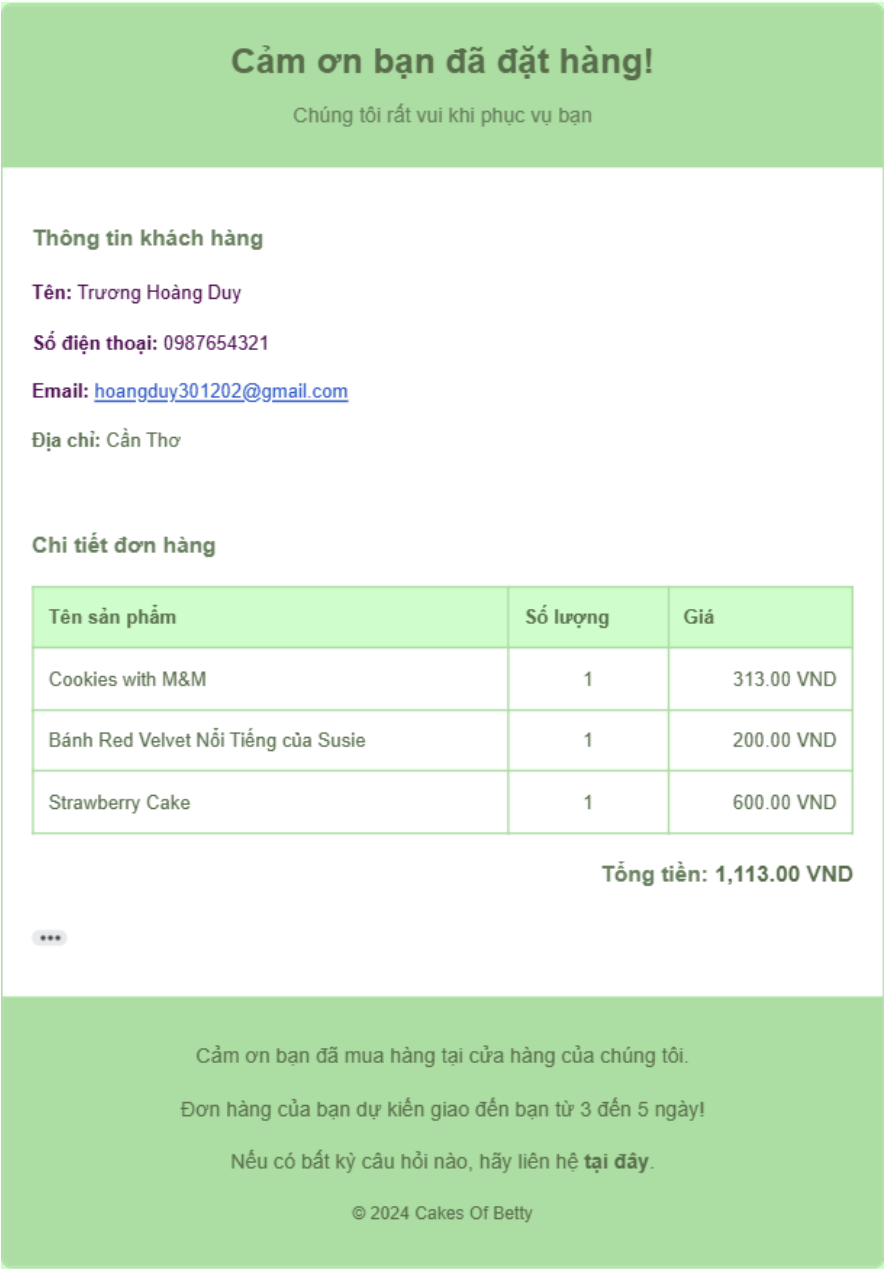 Cảm ơn bạn đã đặt hàng!
Chúng tôi rất vui khi phục vụ bạn
Thông tin khách hàng
Tên: Trương Hoàng Duy
Số điện thoại: 0987654321
Email: hoangduy301202@gmail.com
Địa chỉ: Cần Thơ
Chi tiết đơn hàng
Tên sản phẩm Số lượng Giá
Cookies with M&M 1 313.00 VND
Bánh Red Velvet Nổi Tiếng của Susie 1 200.00 VND
Strawberry Cake 1 600.00 VND
Tổng tiền: 1,113.00 VND
Cảm ơn bạn đã mua hàng tại cửa hàng của chúng tôi.
Đơn hàng của bạn dự kiến giao đến bạn từ 3 đến 5 ngày!
Nếu có bất kỳ câu hỏi nào, hãy liên hệ tại đây.
© 2024 Cakes Of Betty